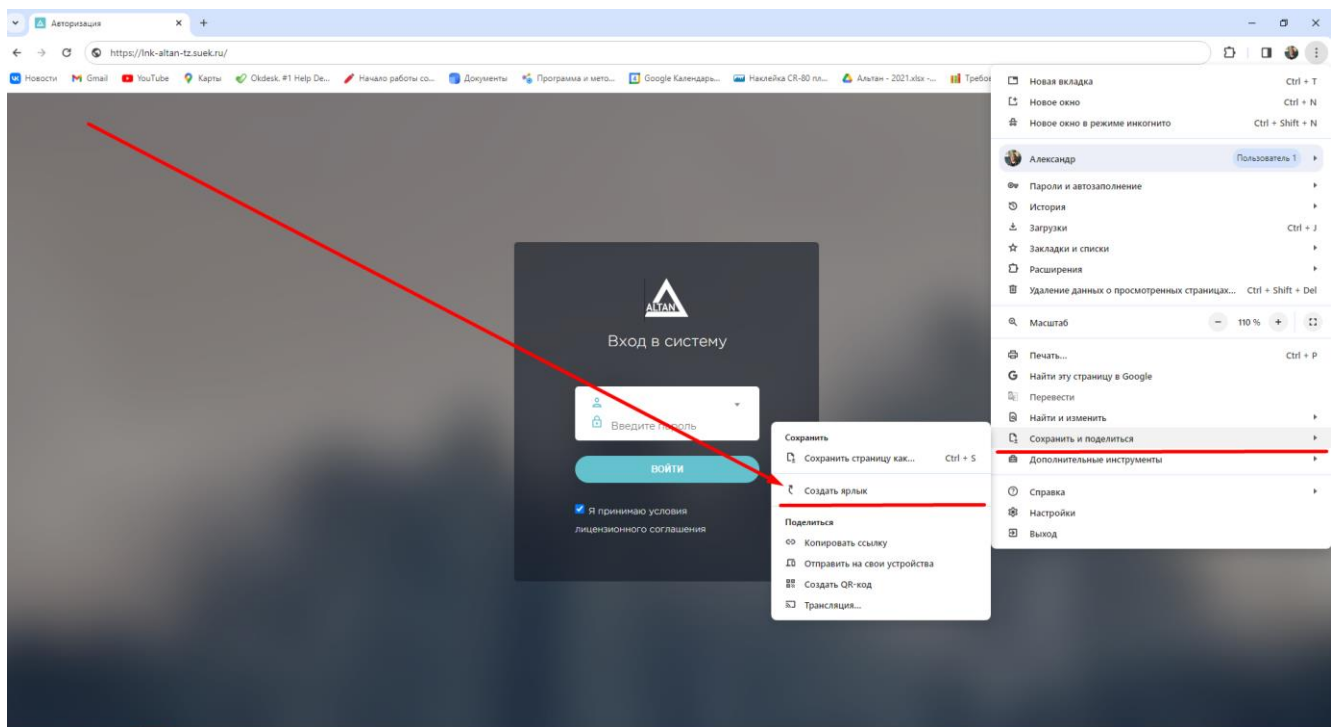 Авторизация
https://lnk-altan-tz.suek.ru/
Новости Gmail YouTube Карты Okdesk. #1 Help De... Начало работы со... Документы Программа и мето... Google Календарь... Наклейка CR-80 пл... Альтан - 2021.xlsx -... Требов
Новая вкладка Ctrl + T
Новое окно Ctrl + N
Новое окно в режиме инкогнито Ctrl + Shift + N
Александр Пользователь 1
Пароли и автозаполнение
История
Загрузки Ctrl + J
Закладки и списки
Расширения
Удаление данных о просмотренных страницах... Ctrl + Shift + Del
Масштаб - 110 % +
Печать... Ctrl + P
Найти эту страницу в Google
Перевести
Найти и изменить
Сохранить и поделиться
Дополнительные инструменты
Справка
Настройки
Выход
ALTAN
Вход в систему
Введите пароль
ВОЙТИ
Я принимаю условия
лицензионного соглашения
Сохранить
Сохранить страницу как... Ctrl + S
Создать ярлык
Поделиться
Копировать ссылку
Отправить на свои устройства
Создать QR-код
Трансляция...